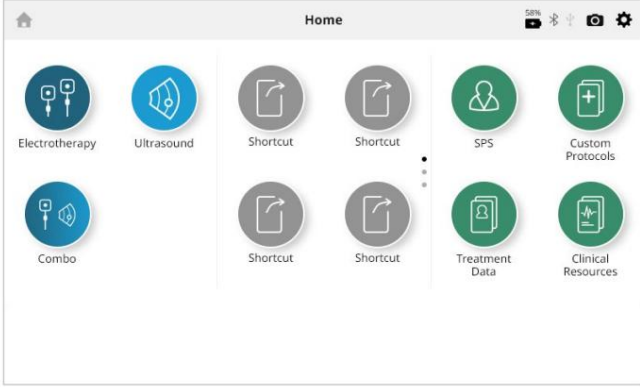 Home
58%
Electrotherapy
Ultrasound
Shortcut
Shortcut
SPS
Custom
Protocols
Combo
Shortcut
Shortcut
Treatment
Data
Clinical
Resources